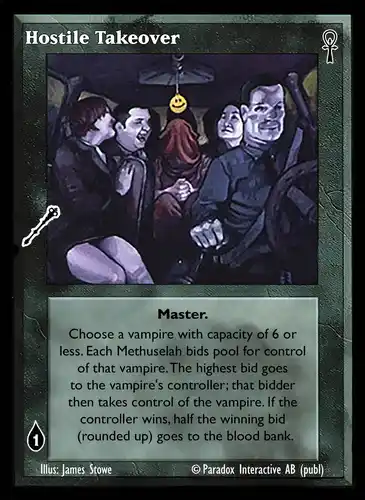 Hostile Takeover
Master.
Choose a vampire with capacity of 6 or
less. Each Methuselah bids pool for control
of that vampire. The highest bid goes
to the vampire's controller; that bidder
then takes control of the vampire. If the
controller wins, half the winning bid
(rounded up) goes to the blood bank.
1
Illus: James Stowe © Paradox Interactive AB (publ)